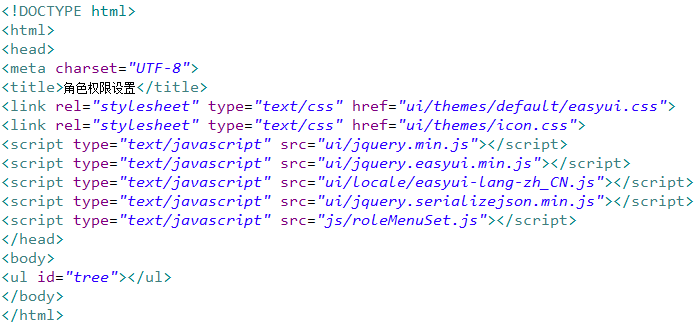 <!DOCTYPE html>
<html>
<head>
<meta charset="UTF-8">
<title>角色权限设置</title>
<link rel="stylesheet" type="text/css" href="ui/themes/default/easyui.css">
<link rel="stylesheet" type="text/css" href="ui/themes/icon.css">
<script type="text/javascript" src="ui/jquery.min.js"></script>
<script type="text/javascript" src="ui/jquery.easyui.min.js"></script>
<script type="text/javascript" src="ui/locale/easyui-lang-zh_CN.js"></script>
<script type="text/javascript" src="ui/jquery.serializejson.min.js"></script>
<script type="text/javascript" src="js/roleMenuSet.js"></script>
</head>
<body>
<ul id="tree"></ul>
</body>
</html>